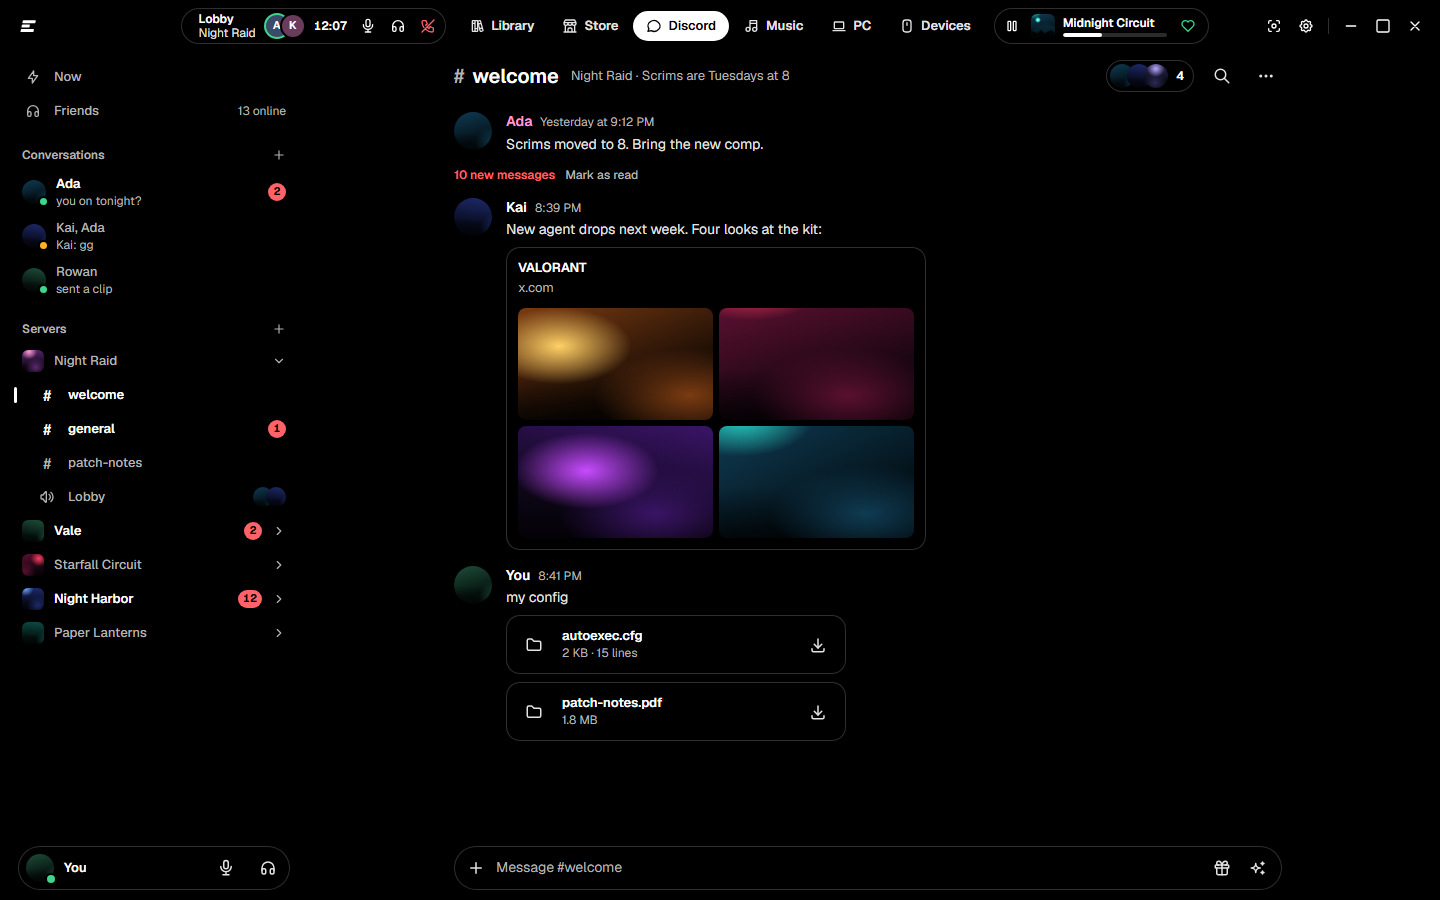 Lobby
Night Raid
A K
12:07
Library
Store
Discord
Music
PC
Devices
Midnight Circuit
Now
Friends
13 online
Conversations
Ada
you on tonight?
2
Kai, Ada
Kai: gg
Rowan
sent a clip
Servers
Night Raid
# welcome
# general
1
# patch-notes
Lobby
Vale
2
Starfall Circuit
Night Harbor
12
Paper Lanterns
You
# welcome
Night Raid · Scrims are Tuesdays at 8
4
Ada Yesterday at 9:12 PM
Scrims moved to 8. Bring the new comp.
10 new messages Mark as read
Kai 8:39 PM
New agent drops next week. Four looks at the kit:
VALORANT
x.com
You 8:41 PM
my config
autoexec.cfg
2 KB · 15 lines
patch-notes.pdf
1.8 MB
Message #welcome